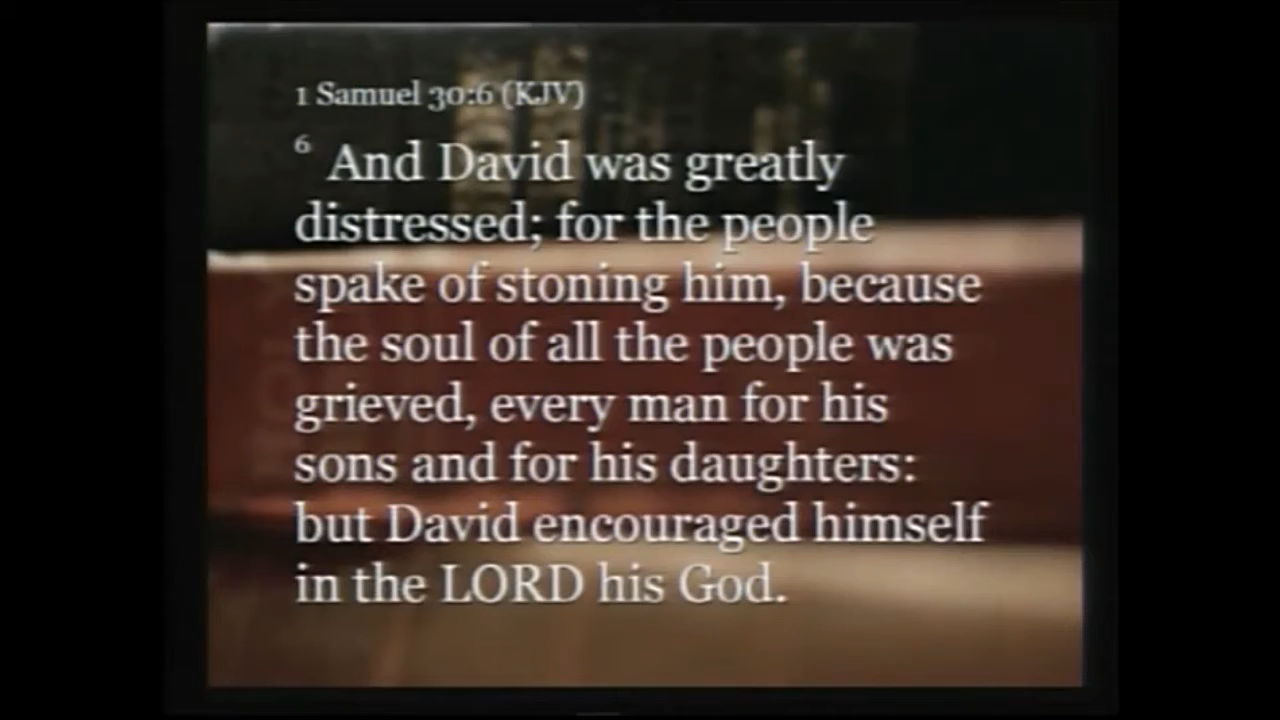 1 Samuel 30:6 (KJV)
6 And David was greatly
distressed; for the people
spake of stoning him, because
the soul of all the people was
grieved, every man for his
sons and for his daughters:
but David encouraged himself
in the LORD his God.